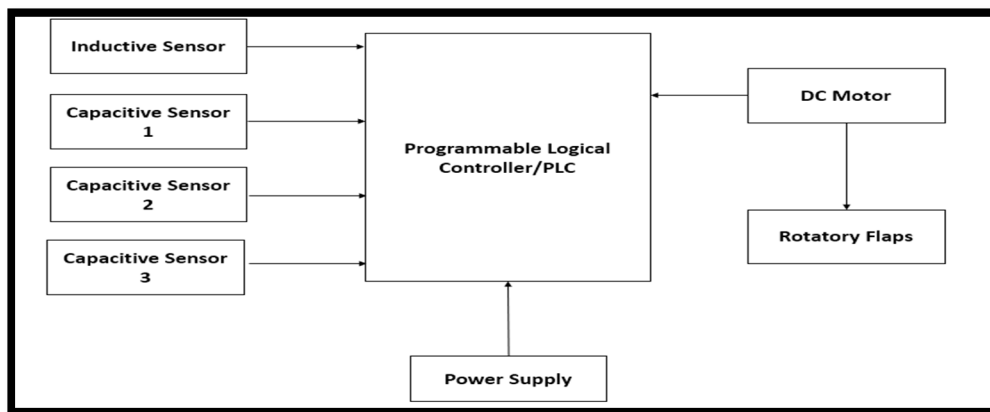 Inductive Sensor
Capacitive Sensor
1
Capacitive Sensor
2
Capacitive Sensor
3
Programmable Logical
Controller/PLC
DC Motor
Rotatory Flaps
Power Supply